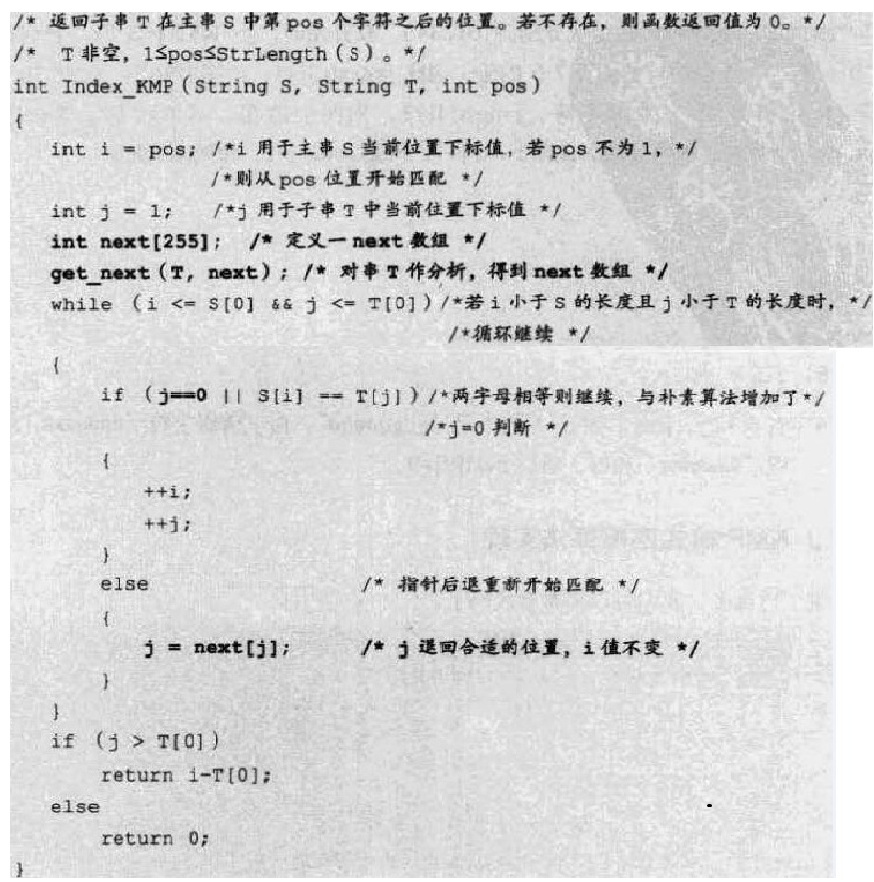 /* 返回子串 T 在主串 S 中第 pos 个字符之后的位置。若不存在，则函数返回值为 0。*/
/*  T 非空，1≤pos≤StrLength(S)。*/
int Index_KMP(String S, String T, int pos)
{
    int i = pos; /*i 用于主串 S 当前位置下标值，若 pos 不为 1，*/
                 /*则从 pos 位置开始匹配 */
    int j = 1;   /*j 用于子串 T 中当前位置下标值 */
    int next[255];  /* 定义一 next 数组 */
    get_next(T, next); /* 对串 T 作分析，得到 next 数组 */
    while (i <= S[0] && j <= T[0])/*若 i 小于 S 的长度且 j 小于 T 的长度时，*/
                                  /*循环继续 */
    {
        if (j==0 || S[i] == T[j])/*两字母相等则继续，与朴素算法增加了*/
                                 /*j=0 判断 */
        {
            ++i;
            ++j;
        }
        else                /* 指针后退重新开始匹配 */
        {
            j = next[j];    /* j 退回合适的位置，i 值不变 */
        }
    }
    if (j > T[0])
        return i-T[0];
    else
        return 0;
}